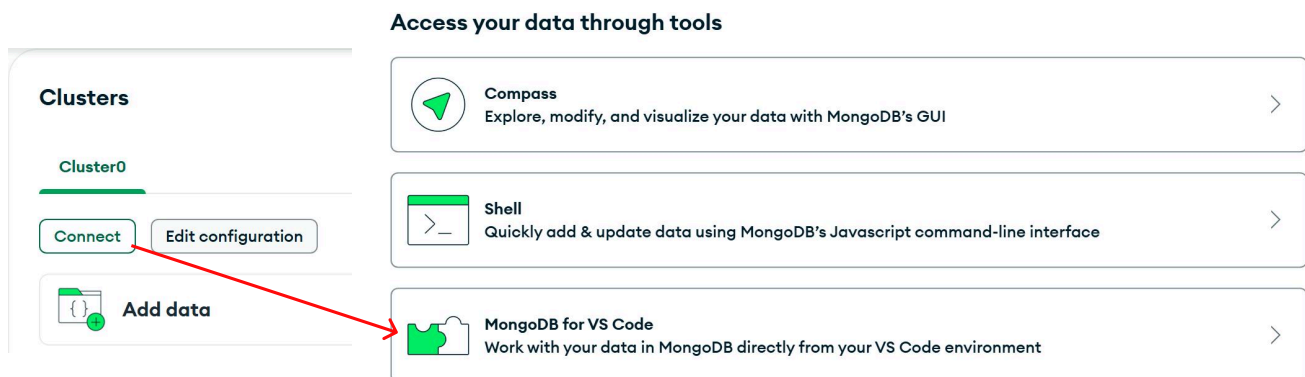 Access your data through tools
Clusters
Cluster0
Connect
Edit configuration
{ }
Add data
Compass
Explore, modify, and visualize your data with MongoDB's GUI
>_
Shell
Quickly add & update data using MongoDB's Javascript command-line interface
MongoDB for VS Code
Work with your data in MongoDB directly from your VS Code environment